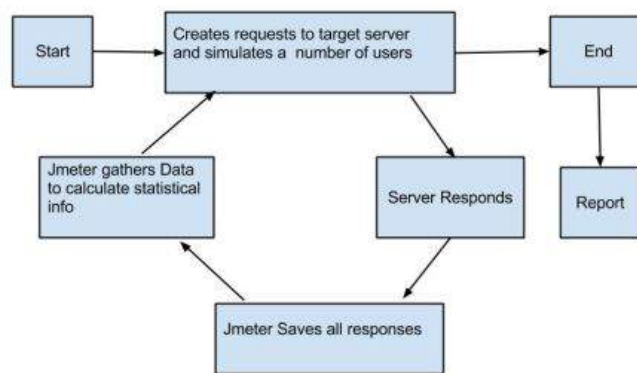 Start
Creates requests to target server
and simulates a number of users
End
Jmeter gathers Data
to calculate statistical
info
Server Responds
Report
Jmeter Saves all responses